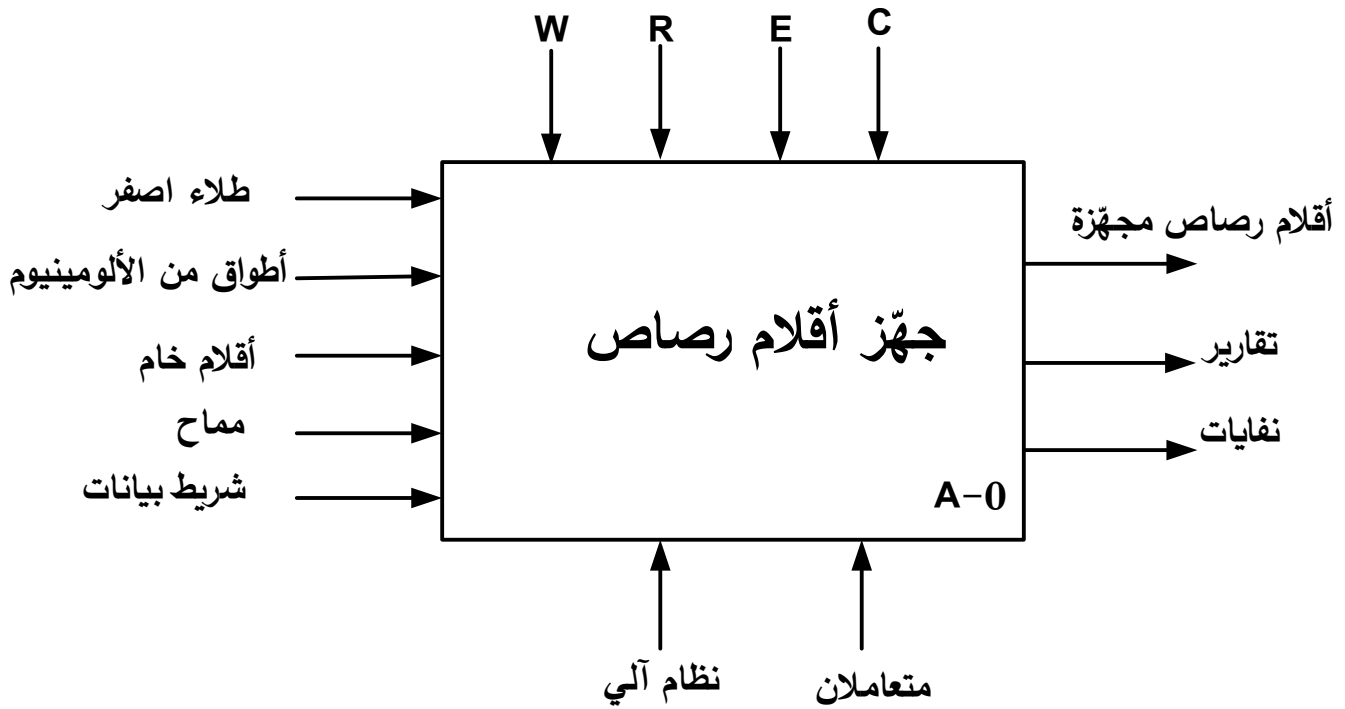 W R E C
طلاء اصفر
أطواق من الألومينيوم
أقلام خام
مماح
شريط بيانات
جهّز أقلام رصاص
A-0
أقلام رصاص مجهّزة
تقارير
نفايات
نظام آلي
متعاملان